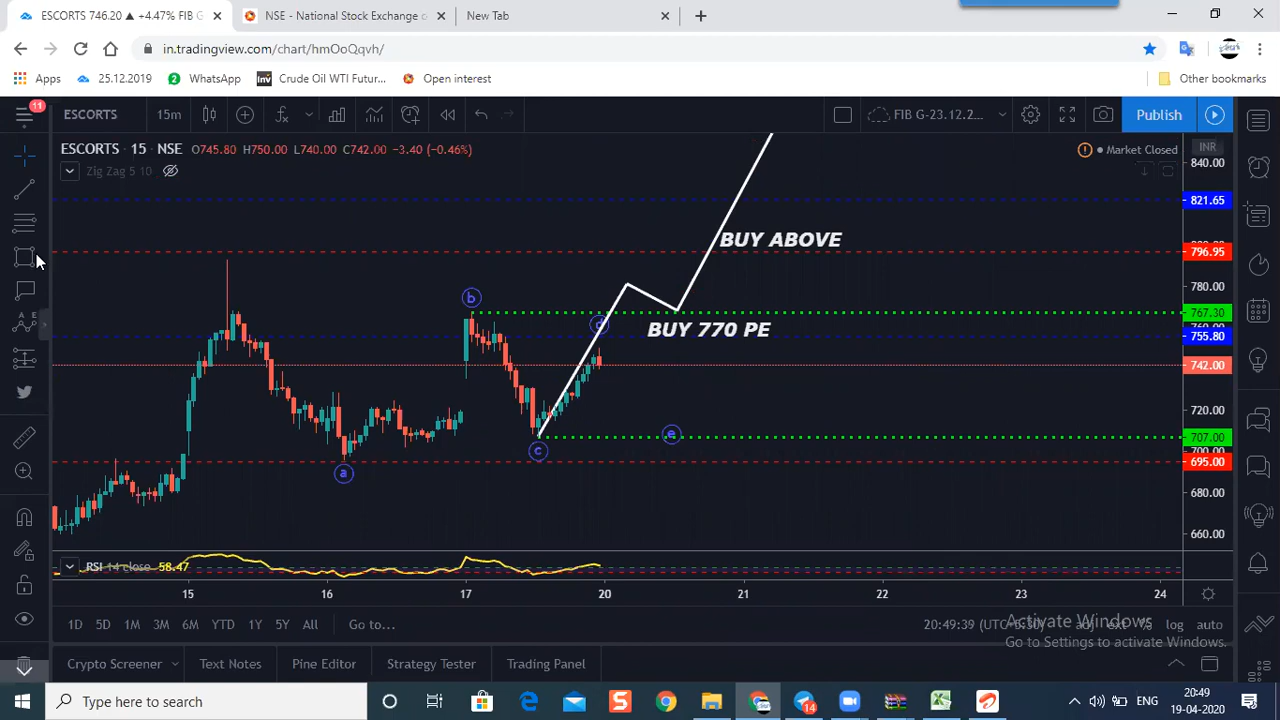 ESCORTS 746.20 ▲ +4.47% FIB G
NSE - National Stock Exchange o
New Tab
in.tradingview.com/chart/hmOoQqvh/
Apps
25.12.2019
2 WhatsApp
Inv Crude Oil WTI Futur...
Open interest
Other bookmarks
11
ESCORTS
15m
FIB G-23.12.2...
Publish
ESCORTS · 15 · NSE O745.80 H750.00 L740.00 C742.00 −3.40 (−0.46%)
Market Closed
INR
Zig Zag 5 10
840.00
821.65
BUY ABOVE
796.95
780.00
b
767.30
d
BUY 770 PE
755.80
742.00
720.00
e
707.00
c
695.00
a
680.00
660.00
RSI 14 close 58.47
15 16 17 20 21 22 23 24
1D 5D 1M 3M 6M YTD 1Y 5Y All Go to...
20:49:39 (UTC+5:30) % log auto
Activate Windows
Go to Settings to activate Windows.
Crypto Screener
Text Notes
Pine Editor
Strategy Tester
Trading Panel
Type here to search
14
ENG
20:49
19-04-2020